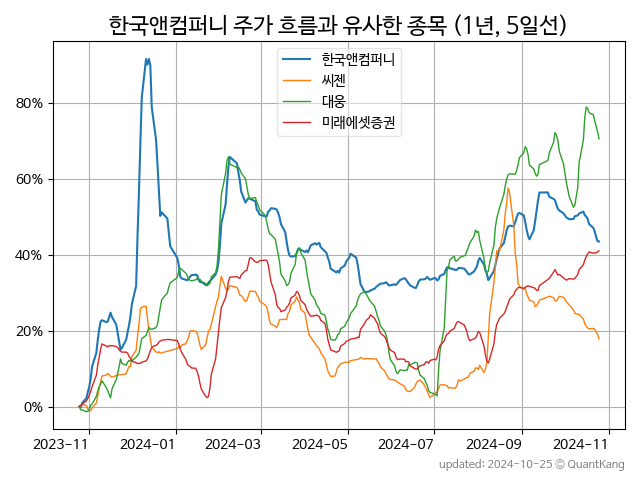 한국앤컴퍼니 주가 흐름과 유사한 종목 (1년, 5일선)
한국앤컴퍼니
씨젠
대웅
미래에셋증권
80%
60%
40%
20%
0%
2023-11 2024-01 2024-03 2024-05 2024-07 2024-09 2024-11
updated: 2024-10-25 © QuantKang